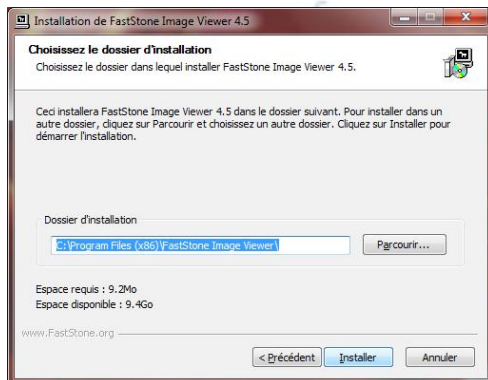 Installation de FastStone Image Viewer 4.5
Choisissez le dossier d'installation
Choisissez le dossier dans lequel installer FastStone Image Viewer 4.5.
Ceci installera FastStone Image Viewer 4.5 dans le dossier suivant. Pour installer dans un
autre dossier, cliquez sur Parcourir et choisissez un autre dossier. Cliquez sur Installer pour
démarrer l'installation.
Dossier d'installation
C:\Program Files (x86)\FastStone Image Viewer\
Parcourir...
Espace requis : 9.2Mo
Espace disponible : 9.4Go
www.FastStone.org
< Précédent
Installer
Annuler